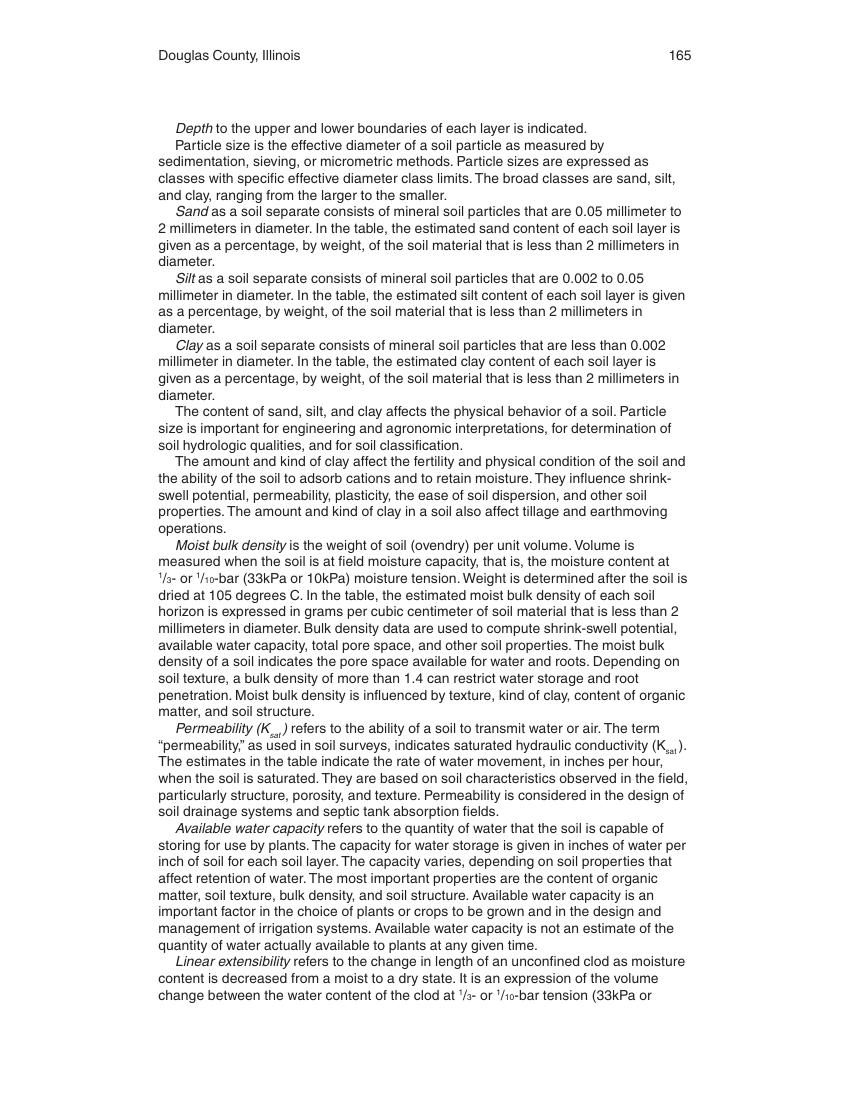 Douglas County, Illinois 165
Depth to the upper and lower boundaries of each layer is indicated.
Particle size is the effective diameter of a soil particle as measured by
sedimentation, sieving, or micrometric methods. Particle sizes are expressed as
classes with specific effective diameter class limits. The broad classes are sand, silt,
and clay, ranging from the larger to the smaller.
Sand as a soil separate consists of mineral soil particles that are 0.05 millimeter to
2 millimeters in diameter. In the table, the estimated sand content of each soil layer is
given as a percentage, by weight, of the soil material that is less than 2 millimeters in
diameter.
Silt as a soil separate consists of mineral soil particles that are 0.002 to 0.05
millimeter in diameter. In the table, the estimated silt content of each soil layer is given
as a percentage, by weight, of the soil material that is less than 2 millimeters in
diameter.
Clay as a soil separate consists of mineral soil particles that are less than 0.002
millimeter in diameter. In the table, the estimated clay content of each soil layer is
given as a percentage, by weight, of the soil material that is less than 2 millimeters in
diameter.
The content of sand, silt, and clay affects the physical behavior of a soil. Particle
size is important for engineering and agronomic interpretations, for determination of
soil hydrologic qualities, and for soil classification.
The amount and kind of clay affect the fertility and physical condition of the soil and
the ability of the soil to adsorb cations and to retain moisture. They influence shrink-
swell potential, permeability, plasticity, the ease of soil dispersion, and other soil
properties. The amount and kind of clay in a soil also affect tillage and earthmoving
operations.
Moist bulk density is the weight of soil (ovendry) per unit volume. Volume is
measured when the soil is at field moisture capacity, that is, the moisture content at
1/3- or 1/10-bar (33kPa or 10kPa) moisture tension. Weight is determined after the soil is
dried at 105 degrees C. In the table, the estimated moist bulk density of each soil
horizon is expressed in grams per cubic centimeter of soil material that is less than 2
millimeters in diameter. Bulk density data are used to compute shrink-swell potential,
available water capacity, total pore space, and other soil properties. The moist bulk
density of a soil indicates the pore space available for water and roots. Depending on
soil texture, a bulk density of more than 1.4 can restrict water storage and root
penetration. Moist bulk density is influenced by texture, kind of clay, content of organic
matter, and soil structure.
Permeability (Ksat) refers to the ability of a soil to transmit water or air. The term
“permeability,” as used in soil surveys, indicates saturated hydraulic conductivity (Ksat).
The estimates in the table indicate the rate of water movement, in inches per hour,
when the soil is saturated. They are based on soil characteristics observed in the field,
particularly structure, porosity, and texture. Permeability is considered in the design of
soil drainage systems and septic tank absorption fields.
Available water capacity refers to the quantity of water that the soil is capable of
storing for use by plants. The capacity for water storage is given in inches of water per
inch of soil for each soil layer. The capacity varies, depending on soil properties that
affect retention of water. The most important properties are the content of organic
matter, soil texture, bulk density, and soil structure. Available water capacity is an
important factor in the choice of plants or crops to be grown and in the design and
management of irrigation systems. Available water capacity is not an estimate of the
quantity of water actually available to plants at any given time.
Linear extensibility refers to the change in length of an unconfined clod as moisture
content is decreased from a moist to a dry state. It is an expression of the volume
change between the water content of the clod at 1/3- or 1/10-bar tension (33kPa or